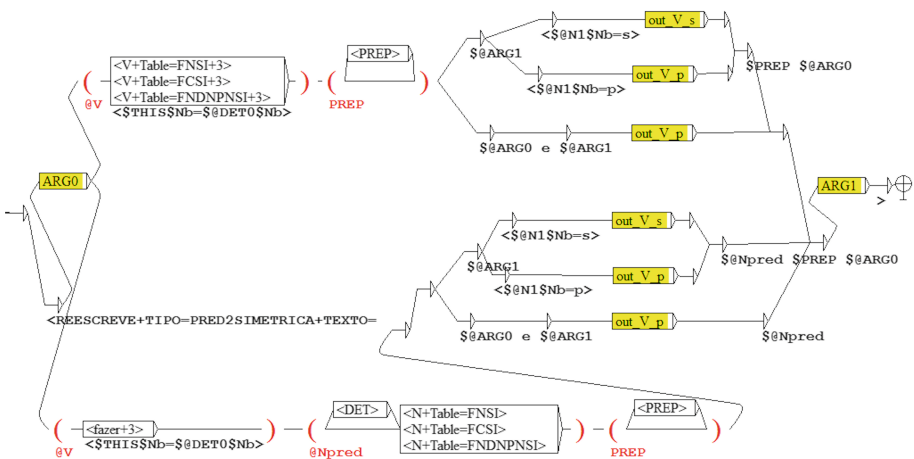 out_V_s
<$@N1$Nb=s>
<V+Table=FNSI+3>
<V+Table=FCSI+3>
<V+Table=FNDNPNSI+3>
<$THIS$Nb=$@DET0$Nb>
( ) ( )
@V
<PREP>
PREP
$@ARG1
out_V_p
<$@N1$Nb=p>
$PREP $@ARG0
out_V_p
$@ARG0 e $@ARG1
ARG0
ARG1
>
out_V_s
<$@N1$Nb=s>
$@ARG1
out_V_p
<$@N1$Nb=p>
$@Npred $PREP $@ARG0
<REESCREVE+TIPO=PRED2SIMETRICA+TEXTO=
out_V_p
$@ARG0 e $@ARG1
$@Npred
( ) ( ) ( )
<fazer+3>
<$THIS$Nb=$@DET0$Nb>
@V
<DET>
<N+Table=FNSI>
<N+Table=FCSI>
<N+Table=FNDNPNSI>
@Npred
<PREP>
PREP